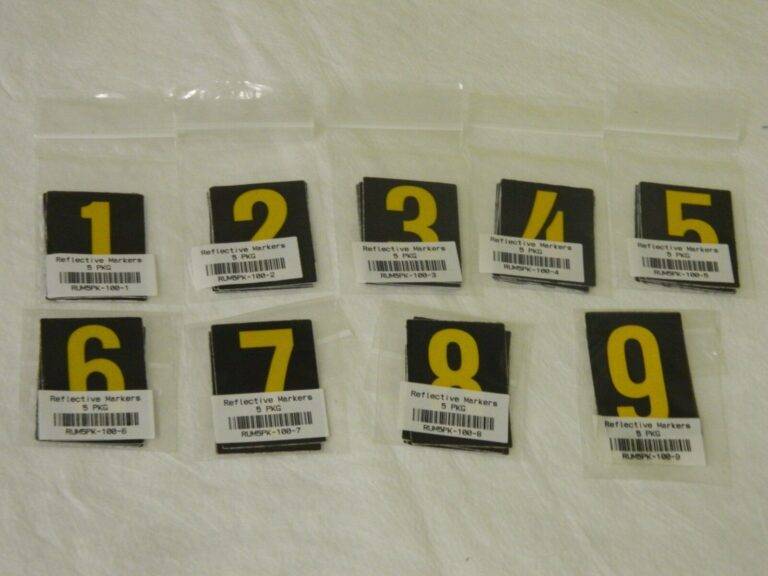 1
Reflective Markers
5 PKG
RUM5PK-100-1
2
Reflective Markers
5 PKG
RUM5PK-100-2
3
Reflective Markers
5 PKG
RUM5PK-100-3
4
Reflective Markers
5 PKG
RUM5PK-100-4
5
Reflective Markers
5 PKG
RUM5PK-100-5
6
Reflective Markers
5 PKG
RUM5PK-100-6
7
Reflective Markers
5 PKG
RUM5PK-100-7
8
Reflective Markers
5 PKG
RUM5PK-100-8
9
Reflective Markers
5 PKG
RUM5PK-100-9